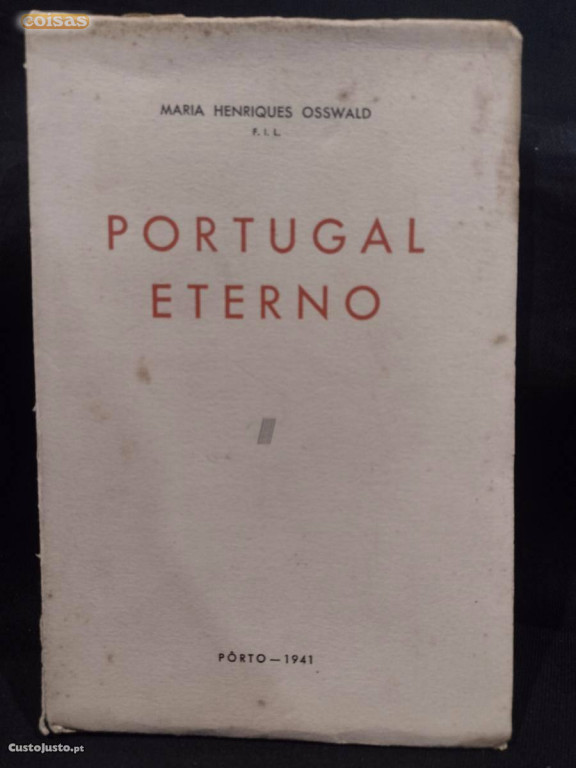 coisas
MARIA HENRIQUES OSSWALD
F. I. L.
PORTUGAL
ETERNO
PÔRTO — 1941
CustoJusto.pt